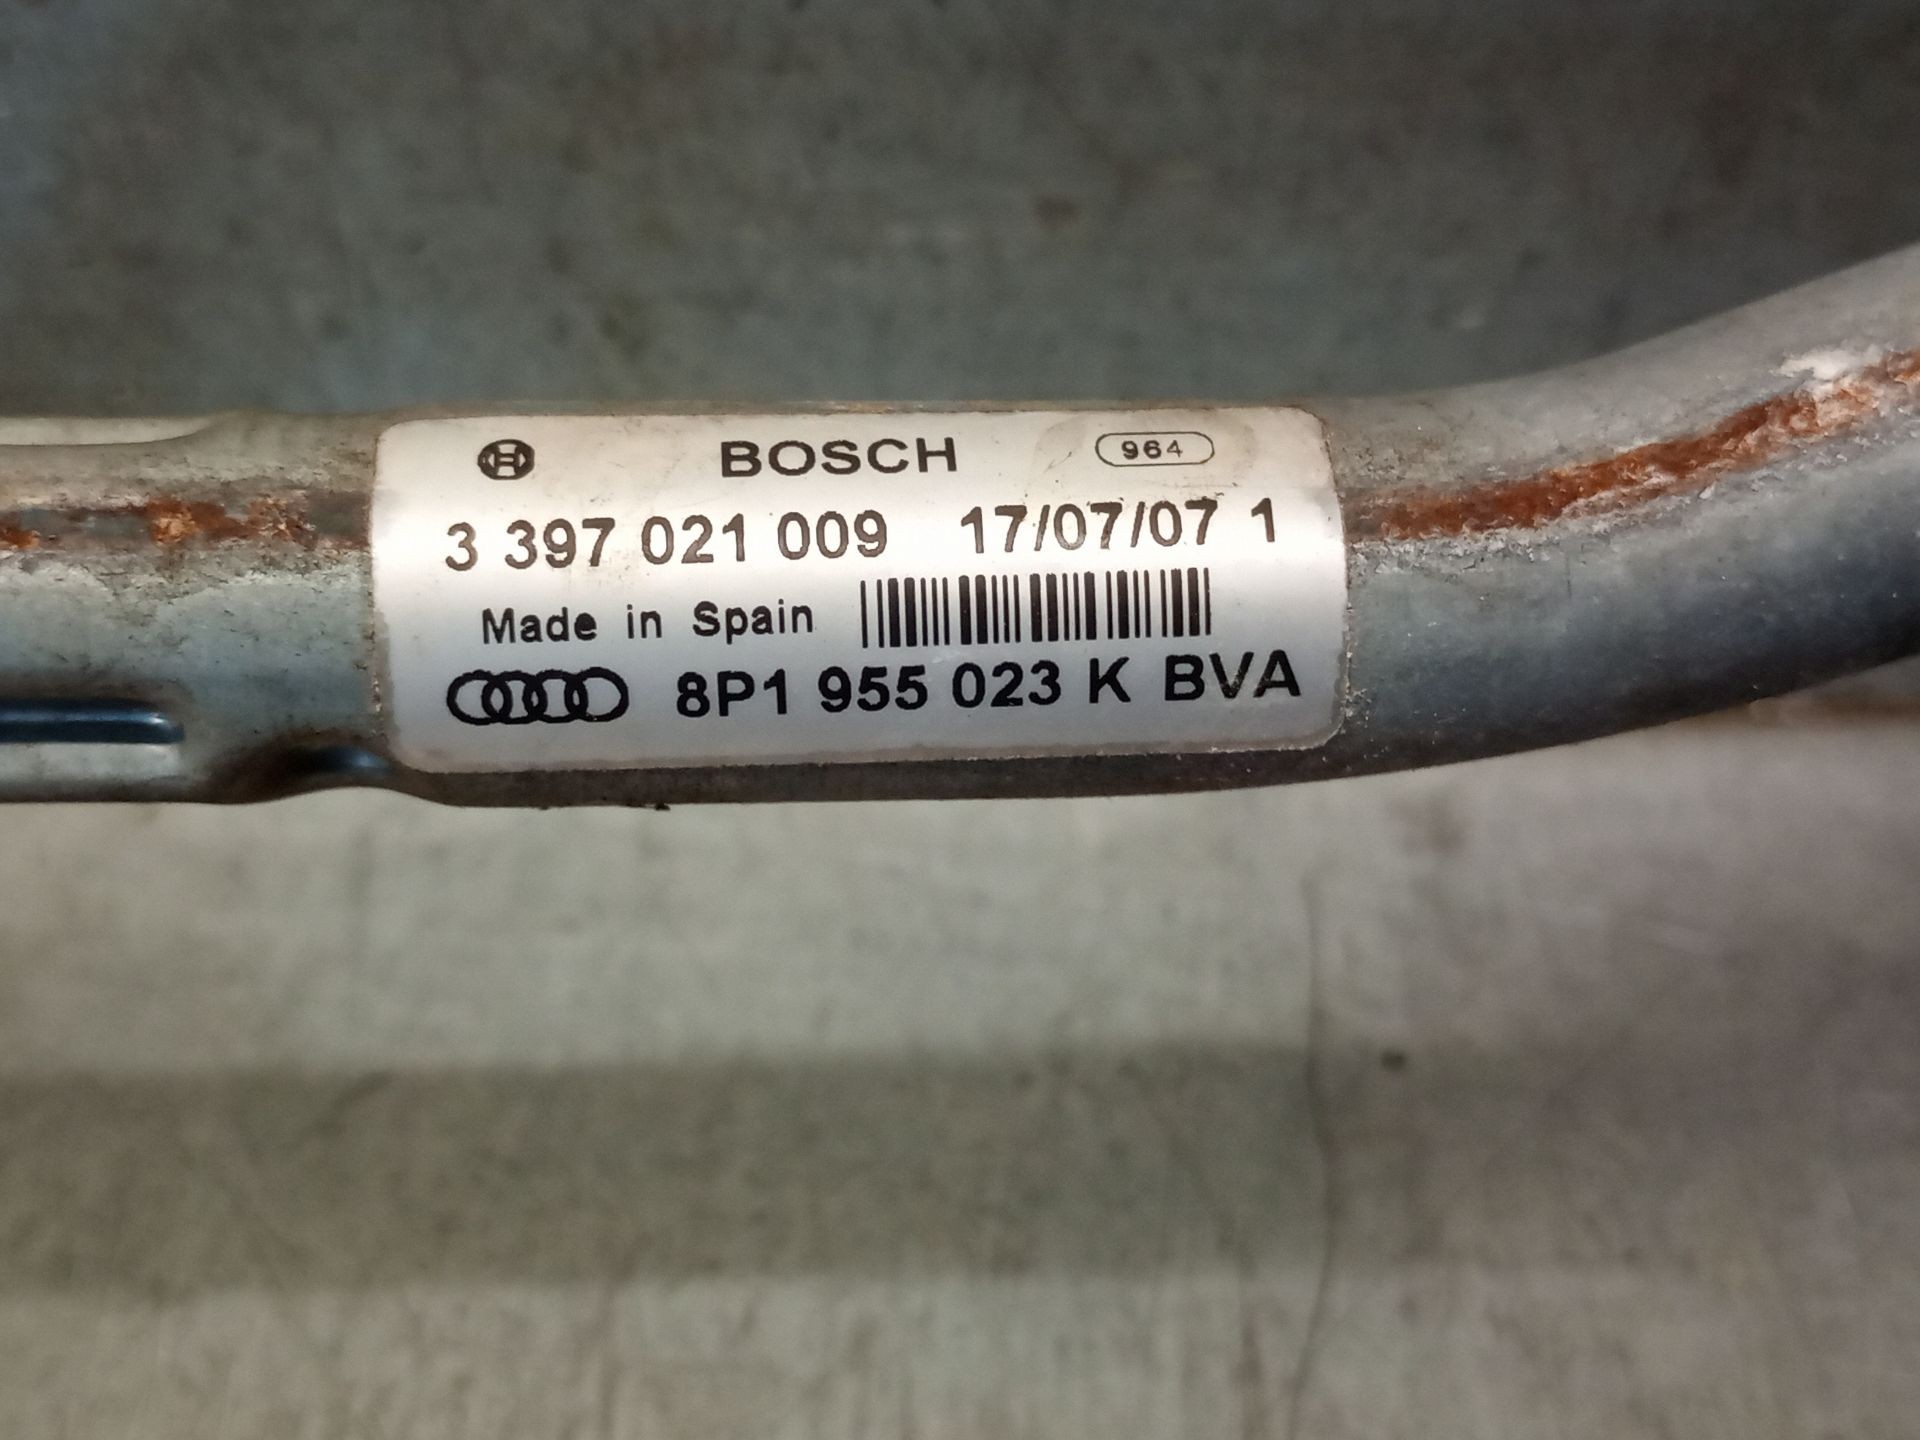 BOSCH 964
3 397 021 009 17/07/07 1
Made in Spain
8P1 955 023 K BVA